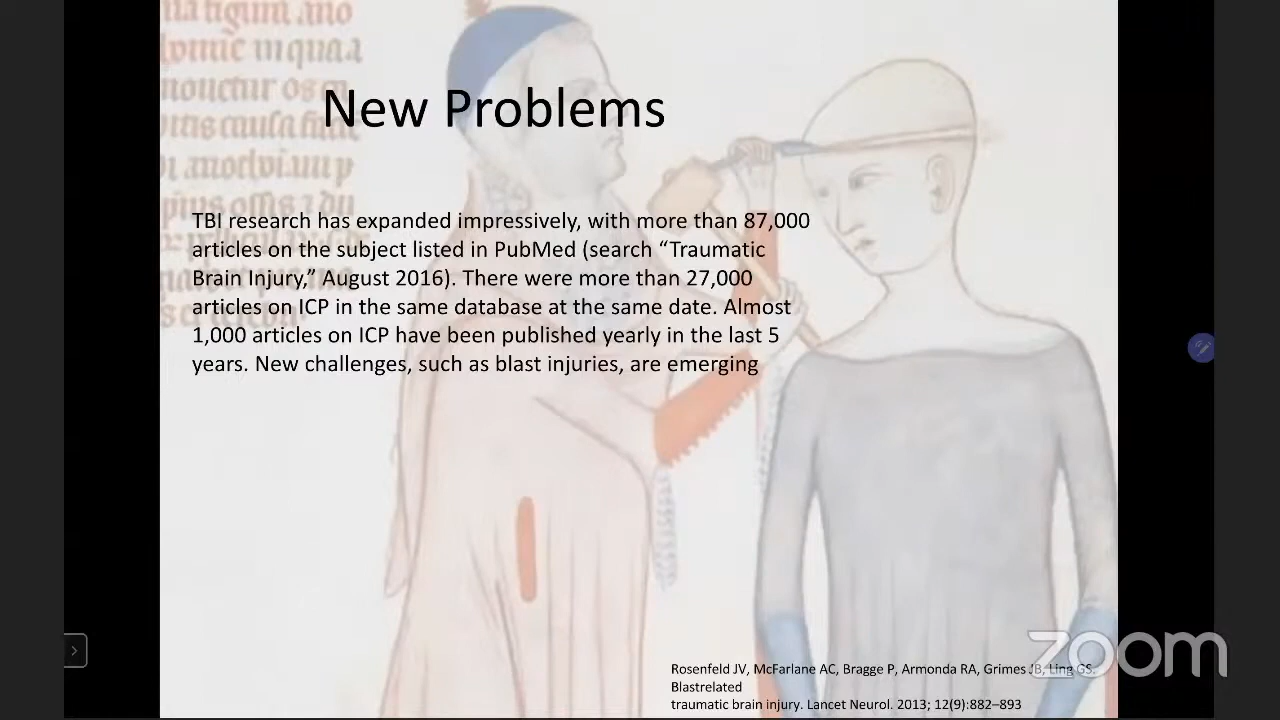 New Problems
TBI research has expanded impressively, with more than 87,000
articles on the subject listed in PubMed (search “Traumatic
Brain Injury,” August 2016). There were more than 27,000
articles on ICP in the same database at the same date. Almost
1,000 articles on ICP have been published yearly in the last 5
years. New challenges, such as blast injuries, are emerging
Rosenfeld JV, McFarlane AC, Bragge P, Armonda RA, Grimes JB, Ling GS.
Blastrelated
traumatic brain injury. Lancet Neurol. 2013; 12(9):882–893
zoom